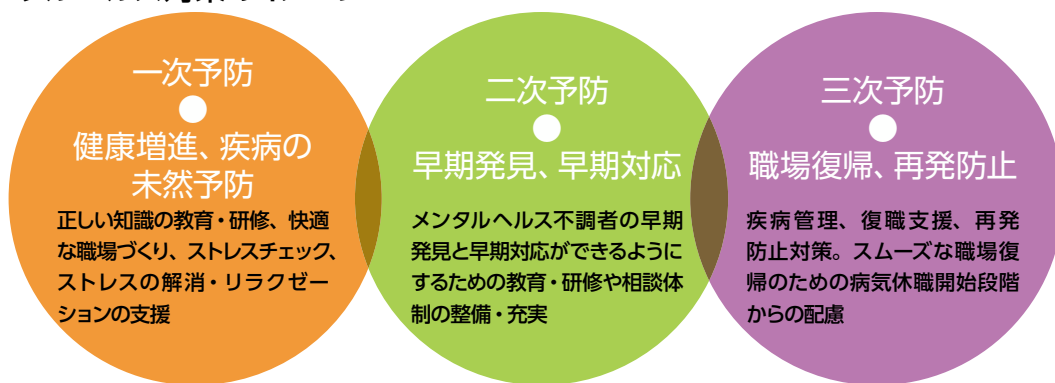 一次予防
健康増進、疾病の
未然予防
正しい知識の教育・研修、快適
な職場づくり、ストレスチェック、
ストレスの解消・リラクゼー
ションの支援
二次予防
早期発見、早期対応
メンタルヘルス不調者の早期
発見と早期対応ができるように
するための教育・研修や相談体
制の整備・充実
三次予防
職場復帰、再発防止
疾病管理、復職支援、再発
防止対策。スムーズな職場復
帰のための病気休職開始段階
からの配慮